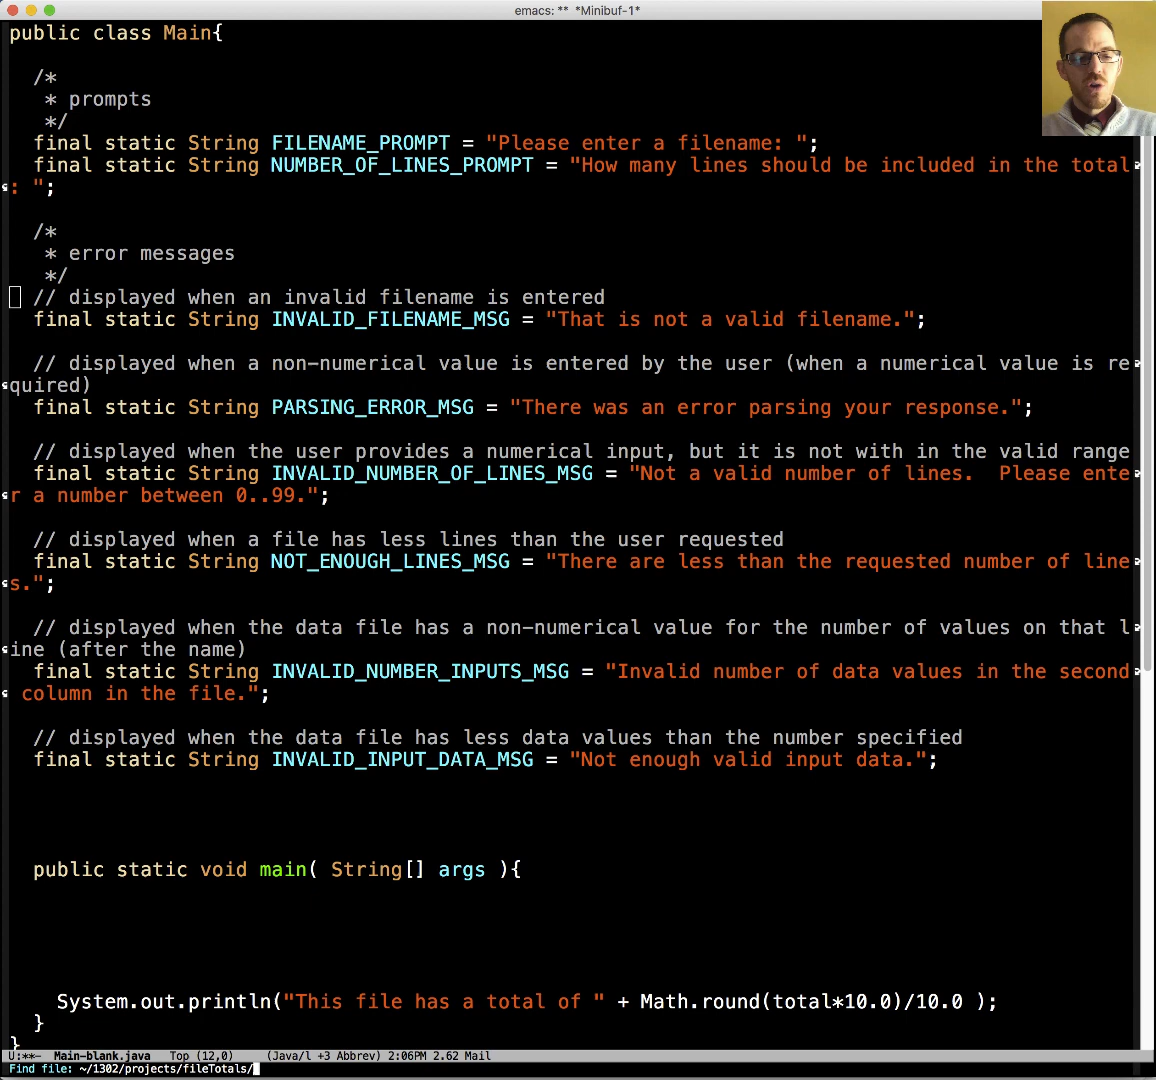 emacs: ** *Minibuf-1*
public class Main{
/*
* prompts
*/
final static String FILENAME_PROMPT = "Please enter a filename: ";
final static String NUMBER_OF_LINES_PROMPT = "How many lines should be included in the total
: ";
/*
* error messages
*/
// displayed when an invalid filename is entered
final static String INVALID_FILENAME_MSG = "That is not a valid filename.";
// displayed when a non-numerical value is entered by the user (when a numerical value is re
quired)
final static String PARSING_ERROR_MSG = "There was an error parsing your response.";
// displayed when the user provides a numerical input, but it is not with in the valid range
final static String INVALID_NUMBER_OF_LINES_MSG = "Not a valid number of lines.  Please ente
r a number between 0..99.";
// displayed when a file has less lines than the user requested
final static String NOT_ENOUGH_LINES_MSG = "There are less than the requested number of line
s.";
// displayed when the data file has a non-numerical value for the number of values on that l
ine (after the name)
final static String INVALID_NUMBER_INPUTS_MSG = "Invalid number of data values in the second
column in the file.";
// displayed when the data file has less data values than the number specified
final static String INVALID_INPUT_DATA_MSG = "Not enough valid input data.";
public static void main( String[] args ){
System.out.println("This file has a total of " + Math.round(total*10.0)/10.0 );
}
}
U:**-  Main-blank.java   Top (12,0)     (Java/l +3 Abbrev) 2:06PM 2.62 Mail
Find file: ~/1302/projects/fileTotals/